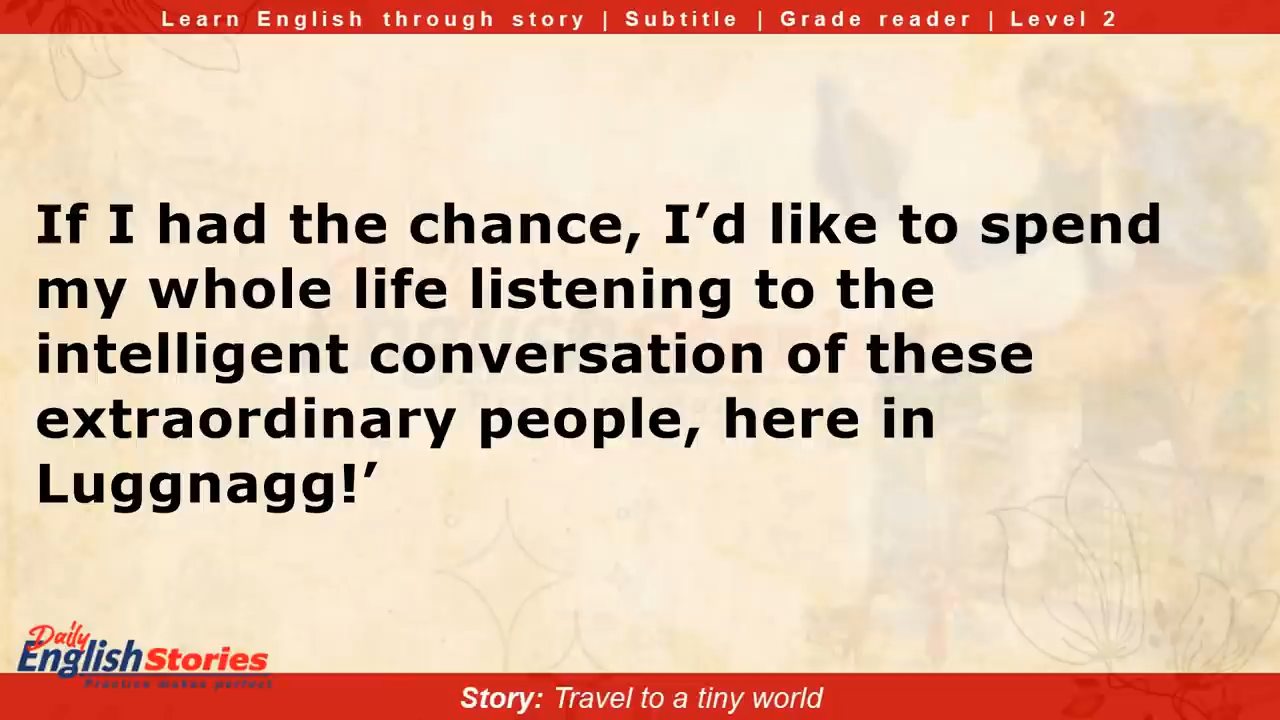 Learn English through story | Subtitle | Grade reader | Level 2
If I had the chance, I’d like to spend
my whole life listening to the
intelligent conversation of these
extraordinary people, here in
Luggnagg!’
Daily
English Stories
Practice makes perfect
Story: Travel to a tiny world